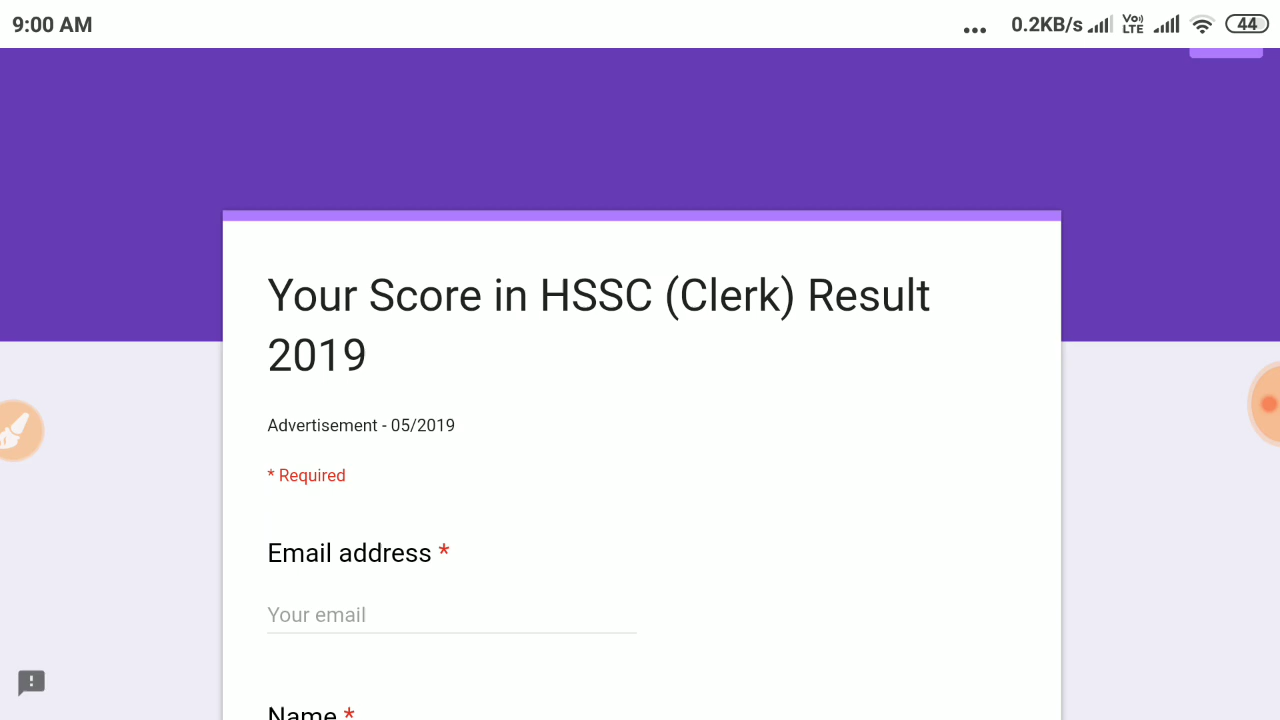 9:00 AM
... 0.2KB/s Vo) LTE 44
Your Score in HSSC (Clerk) Result
2019
Advertisement - 05/2019
* Required
Email address *
Your email
Name *